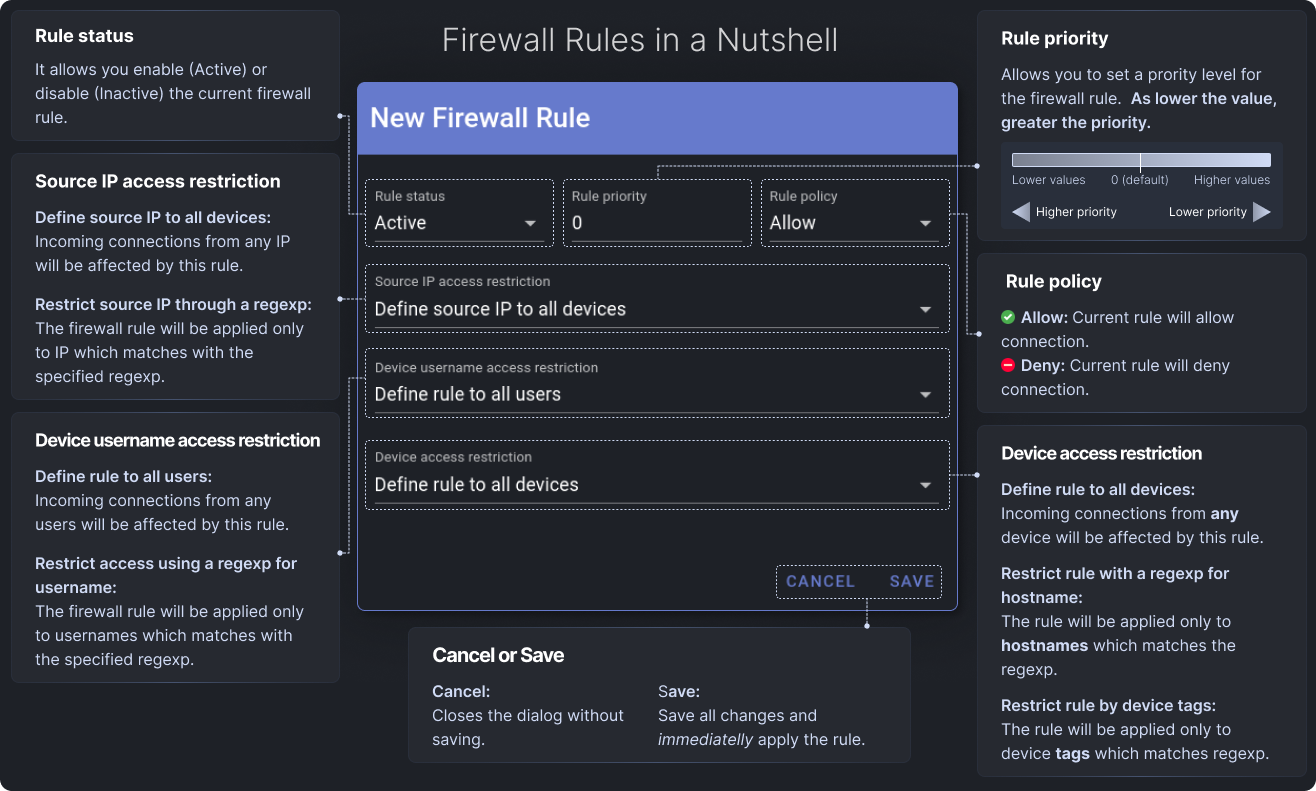 Firewall Rules in a Nutshell
Rule status
It allows you enable (Active) or
disable (Inactive) the current firewall
rule.
Source IP access restriction
Define source IP to all devices:
Incoming connections from any IP
will be affected by this rule.
Restrict source IP through a regexp:
The firewall rule will be applied only
to IP which matches with the
specified regexp.
Device username access restriction
Define rule to all users:
Incoming connections from any
users will be affected by this rule.
Restrict access using a regexp for
username:
The firewall rule will be applied only
to usernames which matches with
the specified regexp.
New Firewall Rule
Rule status
Active
Rule priority
0
Rule policy
Allow
Source IP access restriction
Define source IP to all devices
Device username access restriction
Define rule to all users
Device access restriction
Define rule to all devices
CANCEL SAVE
Cancel or Save
Cancel:
Closes the dialog without
saving.
Save:
Save all changes and
immediatelly apply the rule.
Rule priority
Allows you to set a prority level for
the firewall rule. As lower the value,
greater the priority.
Lower values 0 (default) Higher values
Higher priority Lower priority
Rule policy
Allow: Current rule will allow
connection.
Deny: Current rule will deny
connection.
Device access restriction
Define rule to all devices:
Incoming connections from any
device will be affected by this rule.
Restrict rule with a regexp for
hostname:
The rule will be applied only to
hostnames which matches the
regexp.
Restrict rule by device tags:
The rule will be applied only to
device tags which matches regexp.